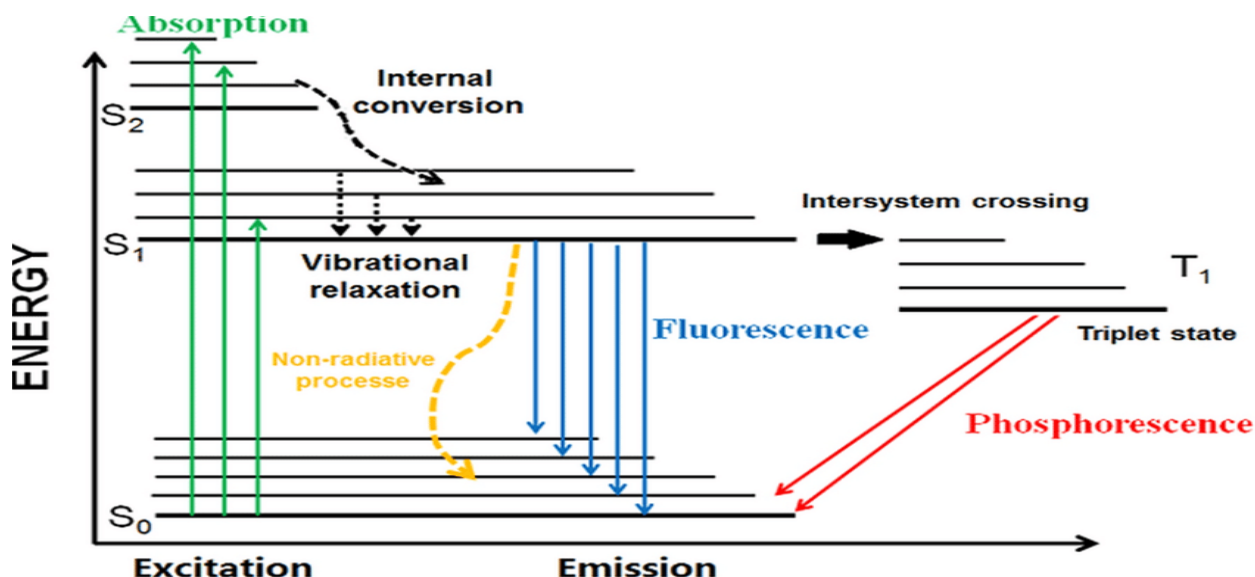 Absorption
Internal
conversion
S2
Intersystem crossing
S1
Vibrational
relaxation
T1
ENERGY
Fluorescence
Triplet state
Non-radiative
processe
Phosphorescence
S0
Excitation
Emission